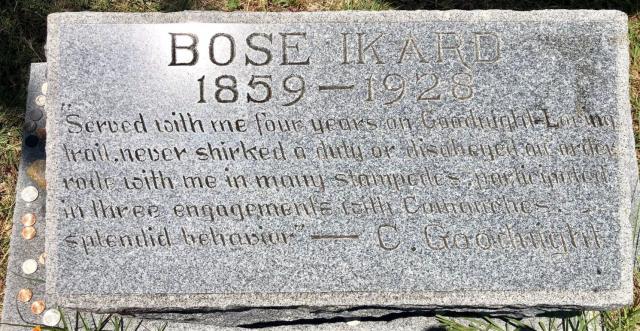 BOSE IKARD
1859-1928
"Served with me four years on Goodnight-Loving
trail, never shirked a duty or disobeyed an order,
rode with me in many stampedes, participated
in three engagements with Comanches,
splendid behavior" — C. Goodnight